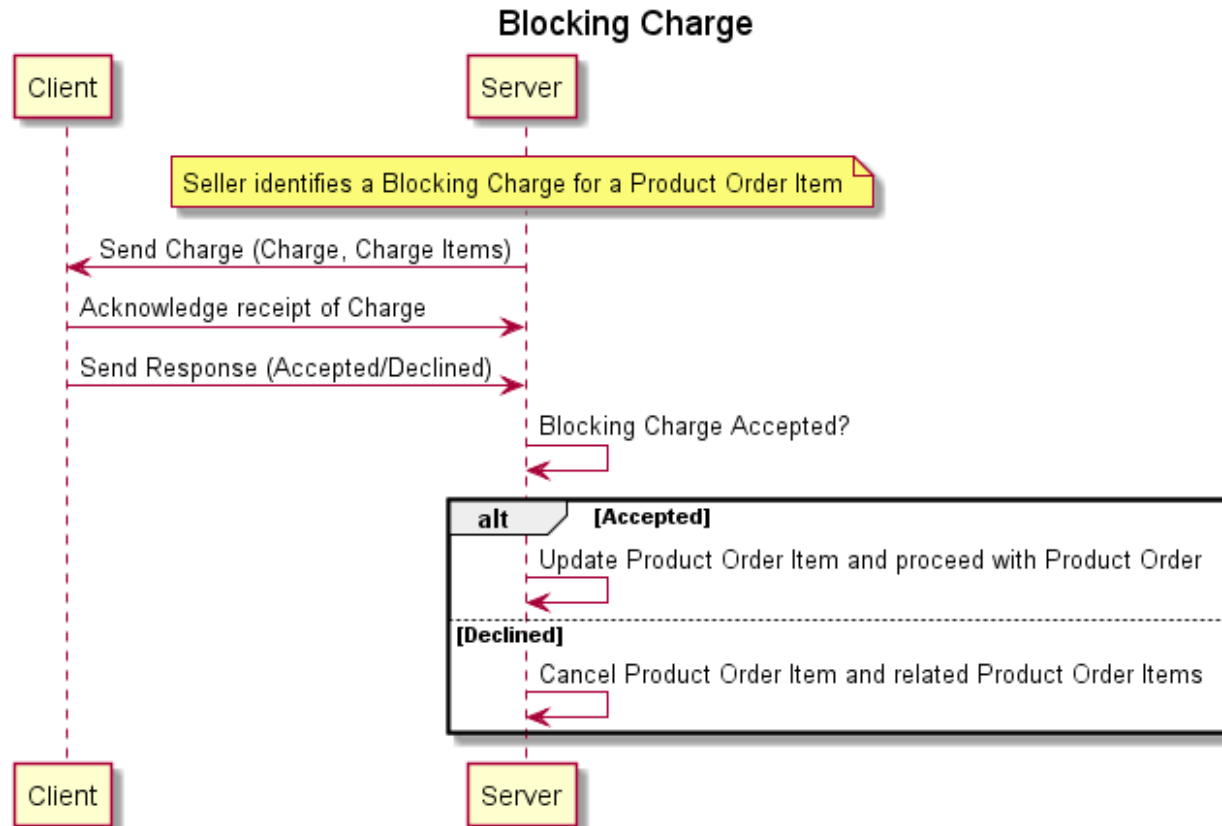 Blocking Charge
Client
Server
Seller identifies a Blocking Charge for a Product Order Item
Send Charge (Charge, Charge Items)
Acknowledge receipt of Charge
Send Response (Accepted/Declined)
Blocking Charge Accepted?
alt
[Accepted]
Update Product Order Item and proceed with Product Order
[Declined]
Cancel Product Order Item and related Product Order Items
Client
Server